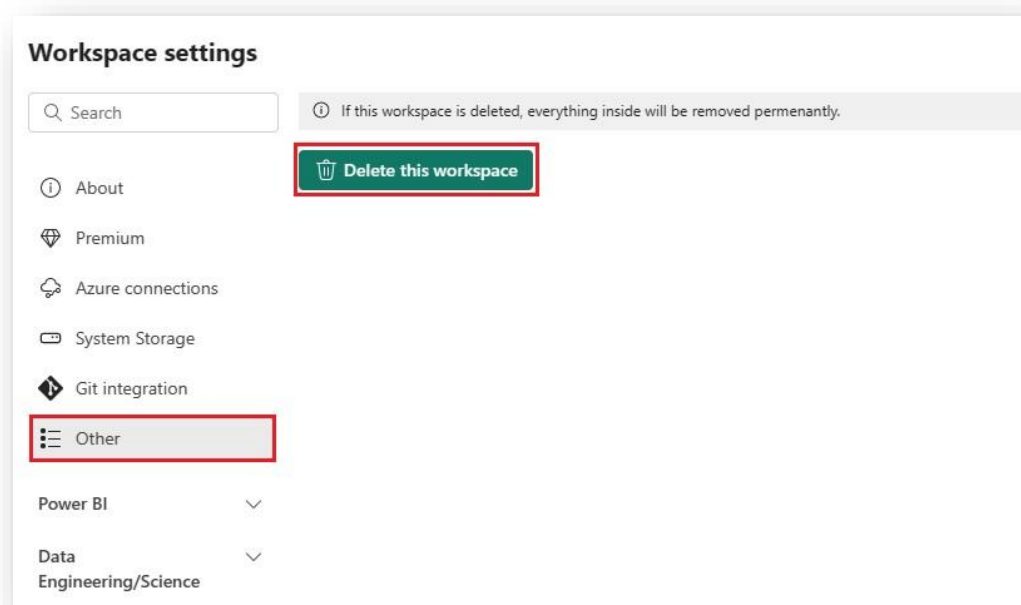 Workspace settings
Search
If this workspace is deleted, everything inside will be removed permenantly.
Delete this workspace
About
Premium
Azure connections
System Storage
Git integration
Other
Power BI
Data
Engineering/Science